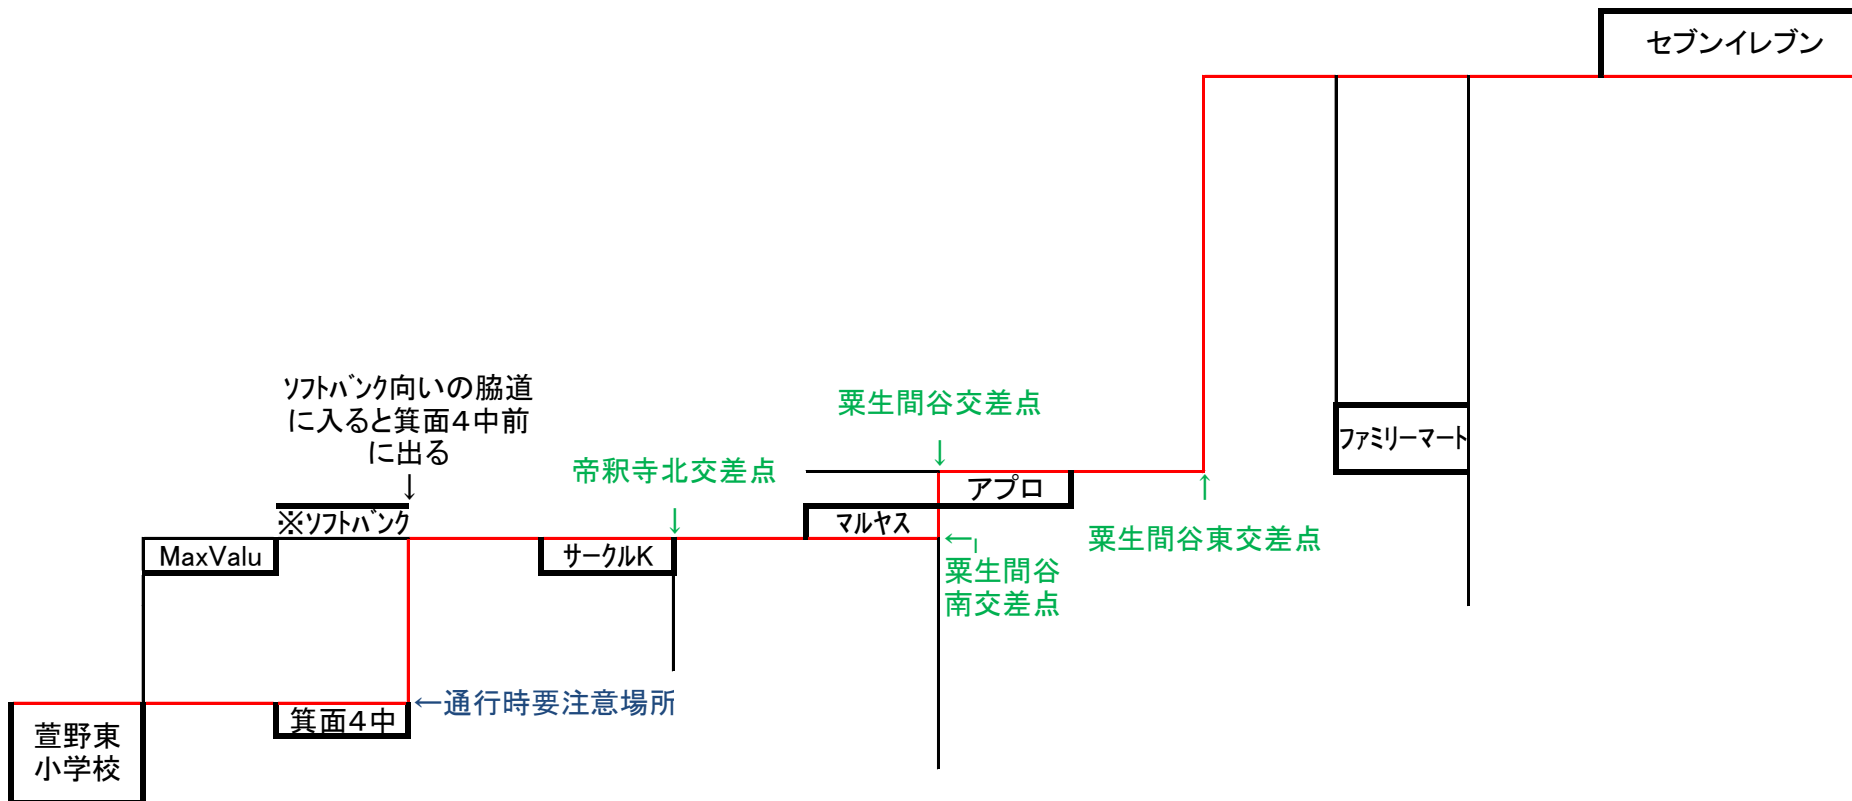 セブンイレブン
ｿﾌﾄﾊﾞﾝｸ向いの脇道
に入ると箕面４中前
に出る
↓
粟生間谷交差点
↓
ファミリーマート
帝釈寺北交差点
↓
アプロ
↑
粟生間谷東交差点
※ｿﾌﾄﾊﾞﾝｸ
マルヤス
MaxValu
サークルK
←
粟生間谷
南交差点
←通行時要注意場所
箕面４中
萱野東
小学校